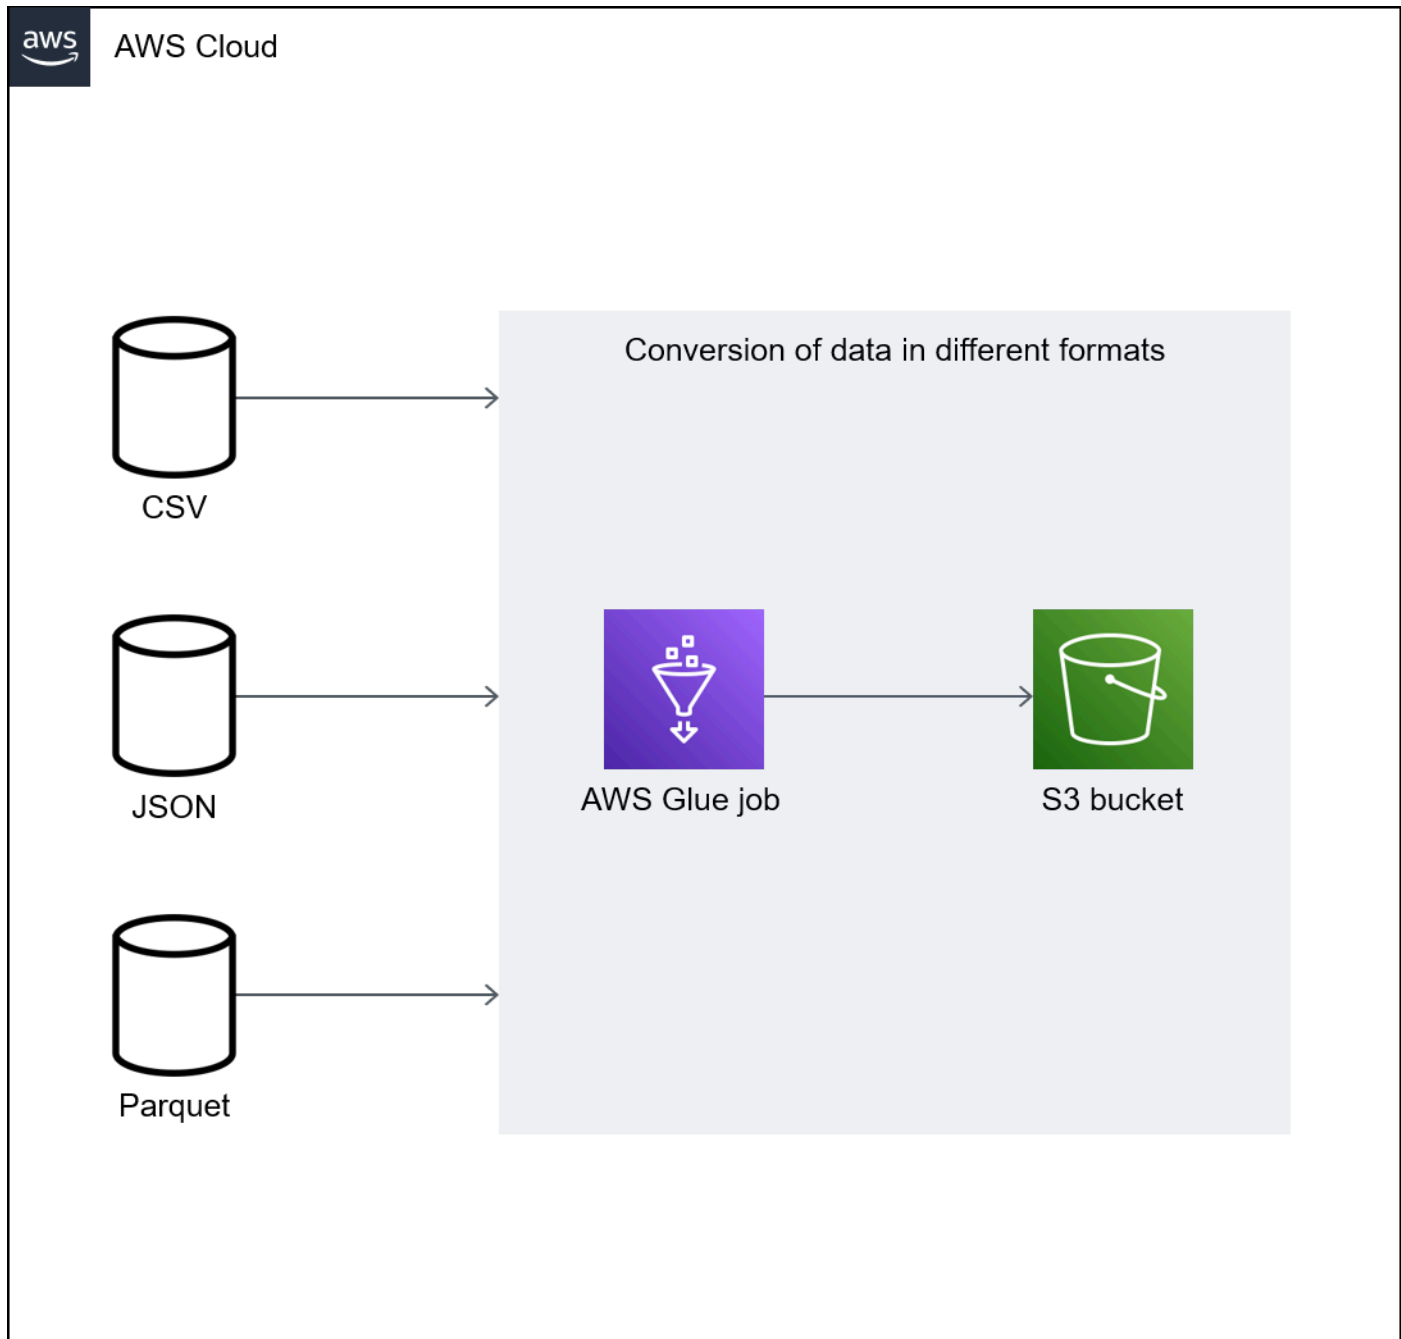 aws
AWS Cloud
Conversion of data in different formats
CSV
JSON
AWS Glue job
S3 bucket
Parquet